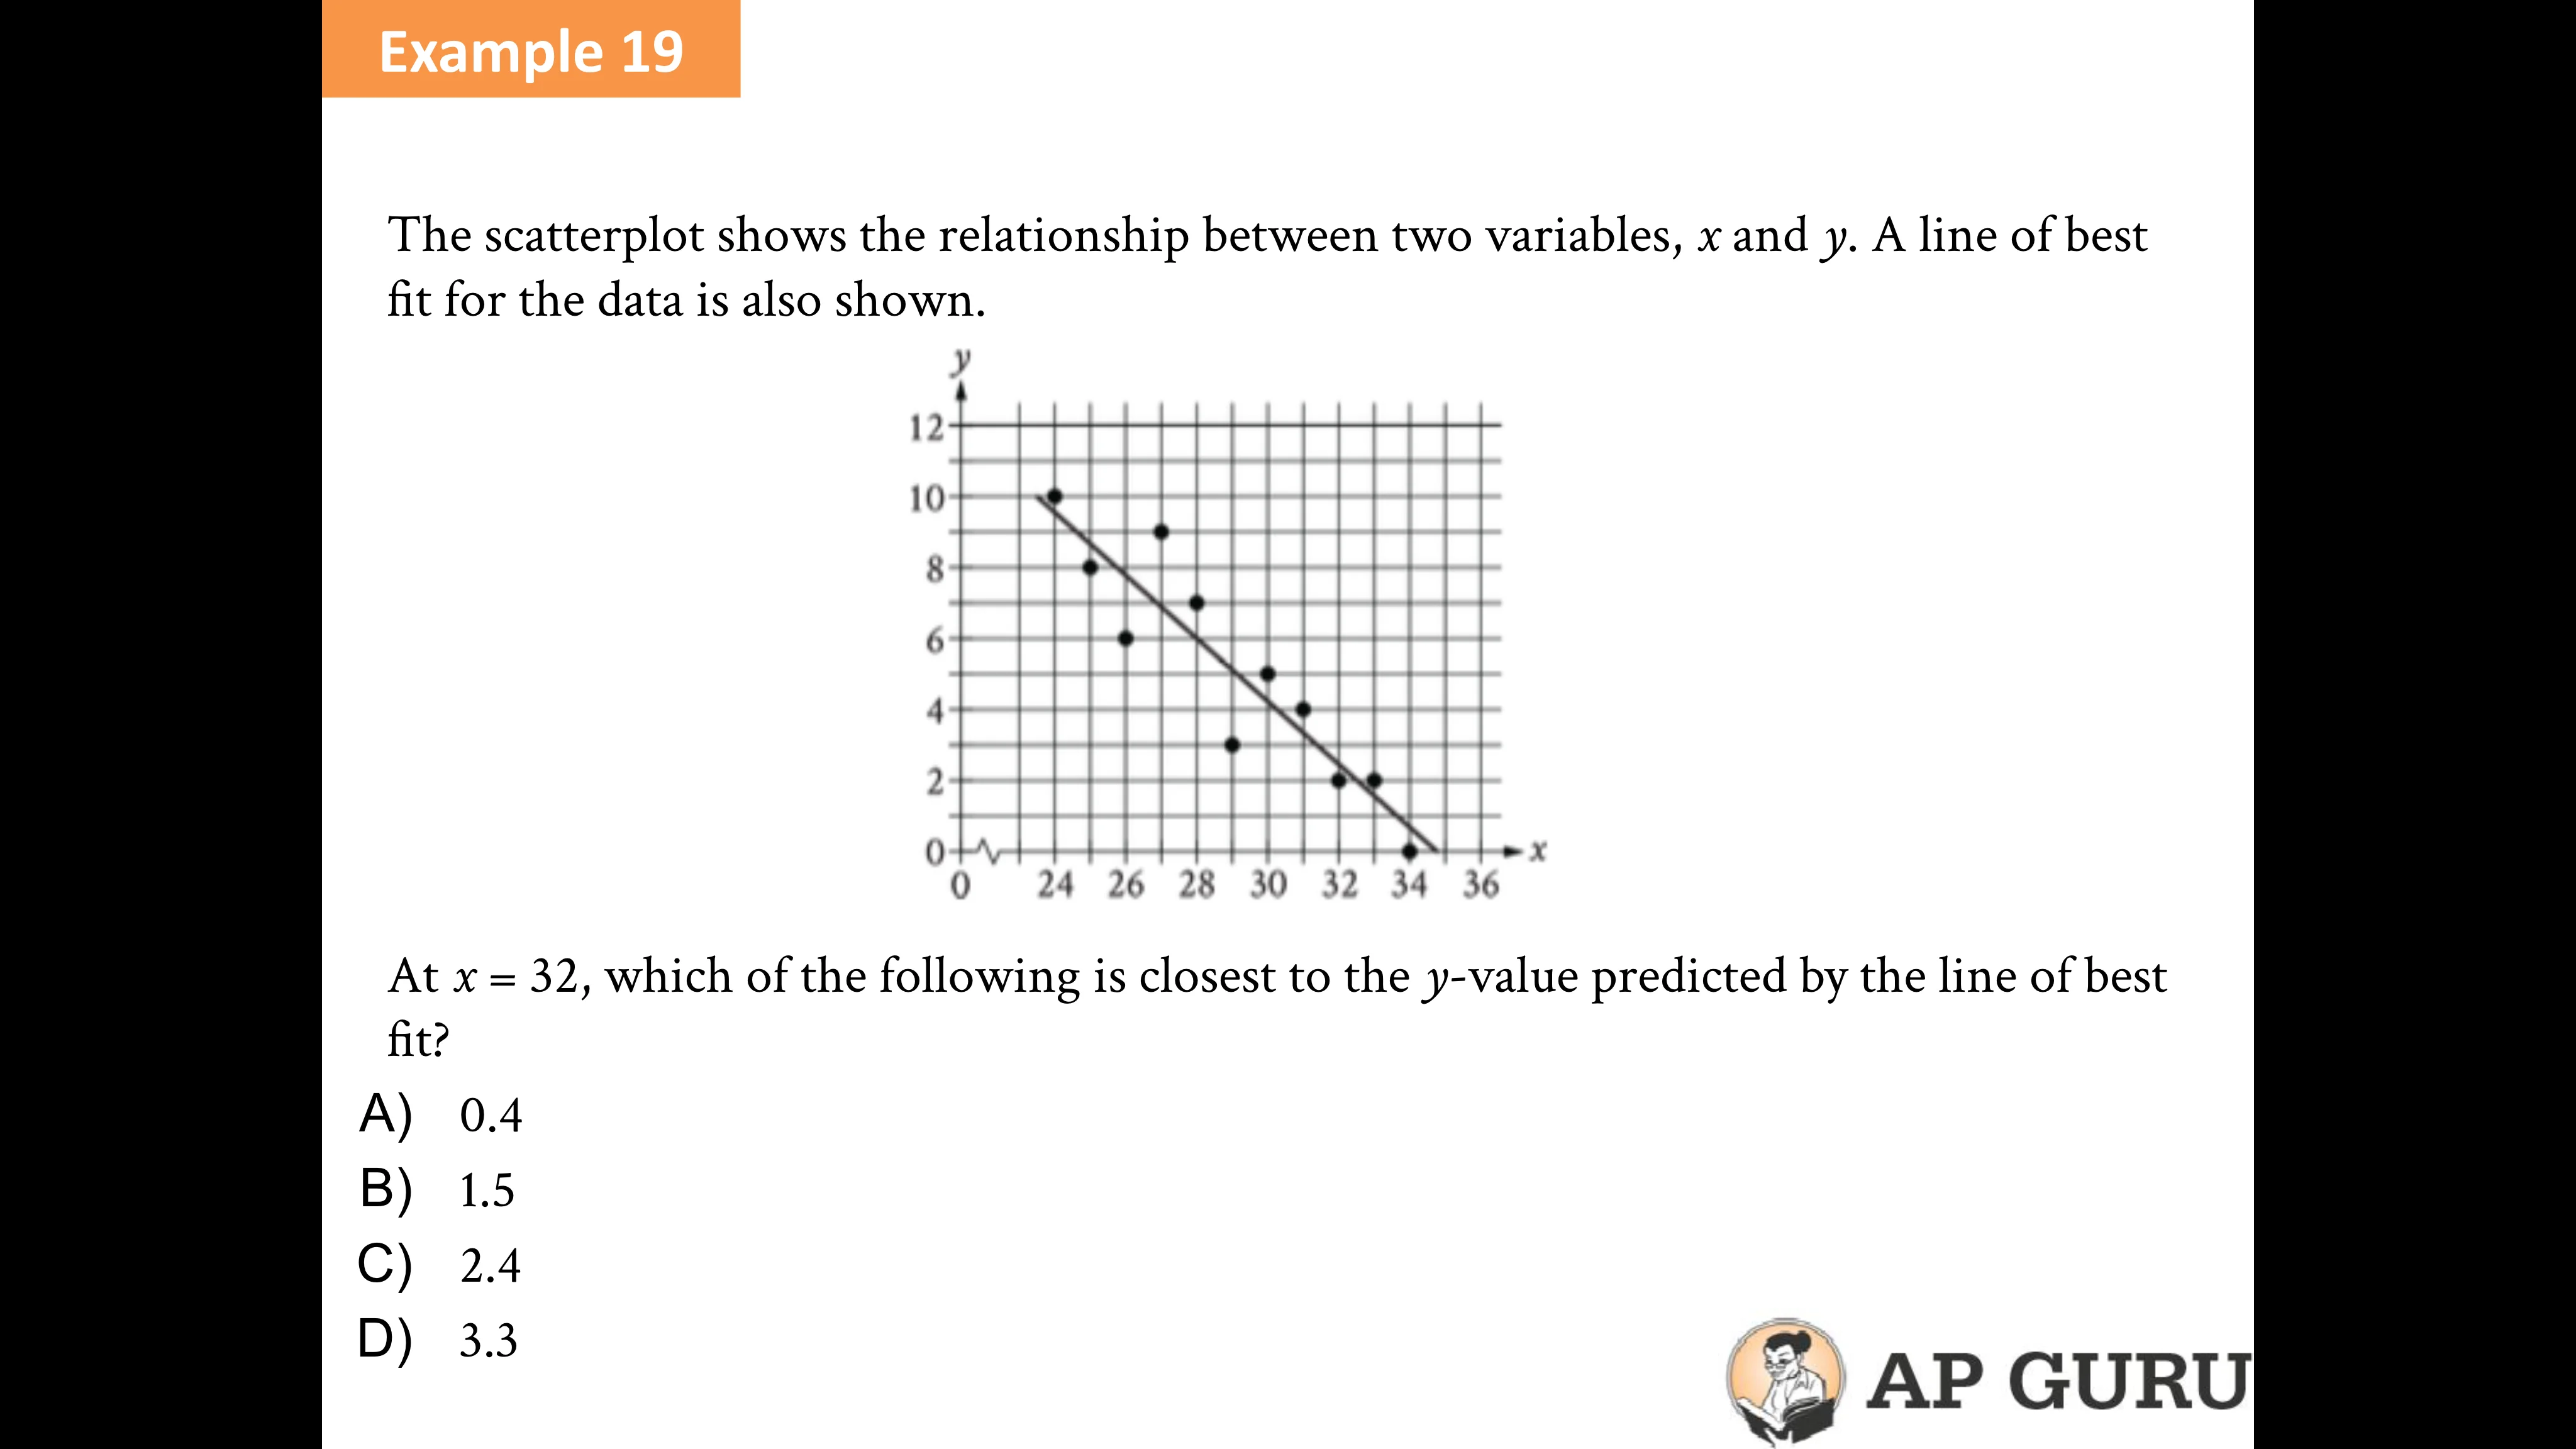 Example 19
The scatterplot shows the relationship between two variables, x and y. A line of best
fit for the data is also shown.
y
12
10
8
6
4
2
0
x
0 24 26 28 30 32 34 36
At x = 32, which of the following is closest to the y-value predicted by the line of best
fit?
A) 0.4
B) 1.5
C) 2.4
D) 3.3
AP GURU